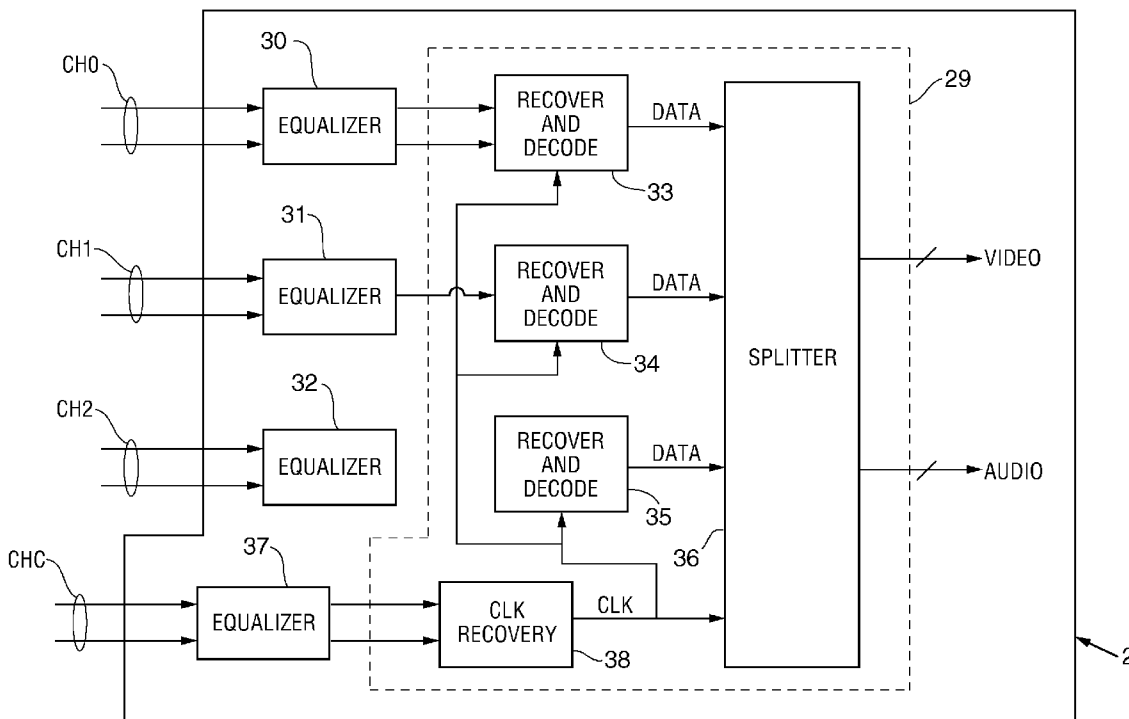 30
CH0
EQUALIZER
RECOVER
AND
DECODE
33
DATA
29
31
CH1
EQUALIZER
RECOVER
AND
DECODE
34
DATA
VIDEO
SPLITTER
32
CH2
EQUALIZER
RECOVER
AND
DECODE
35
DATA
AUDIO
36
37
CHC
EQUALIZER
CLK
RECOVERY
38
CLK
2